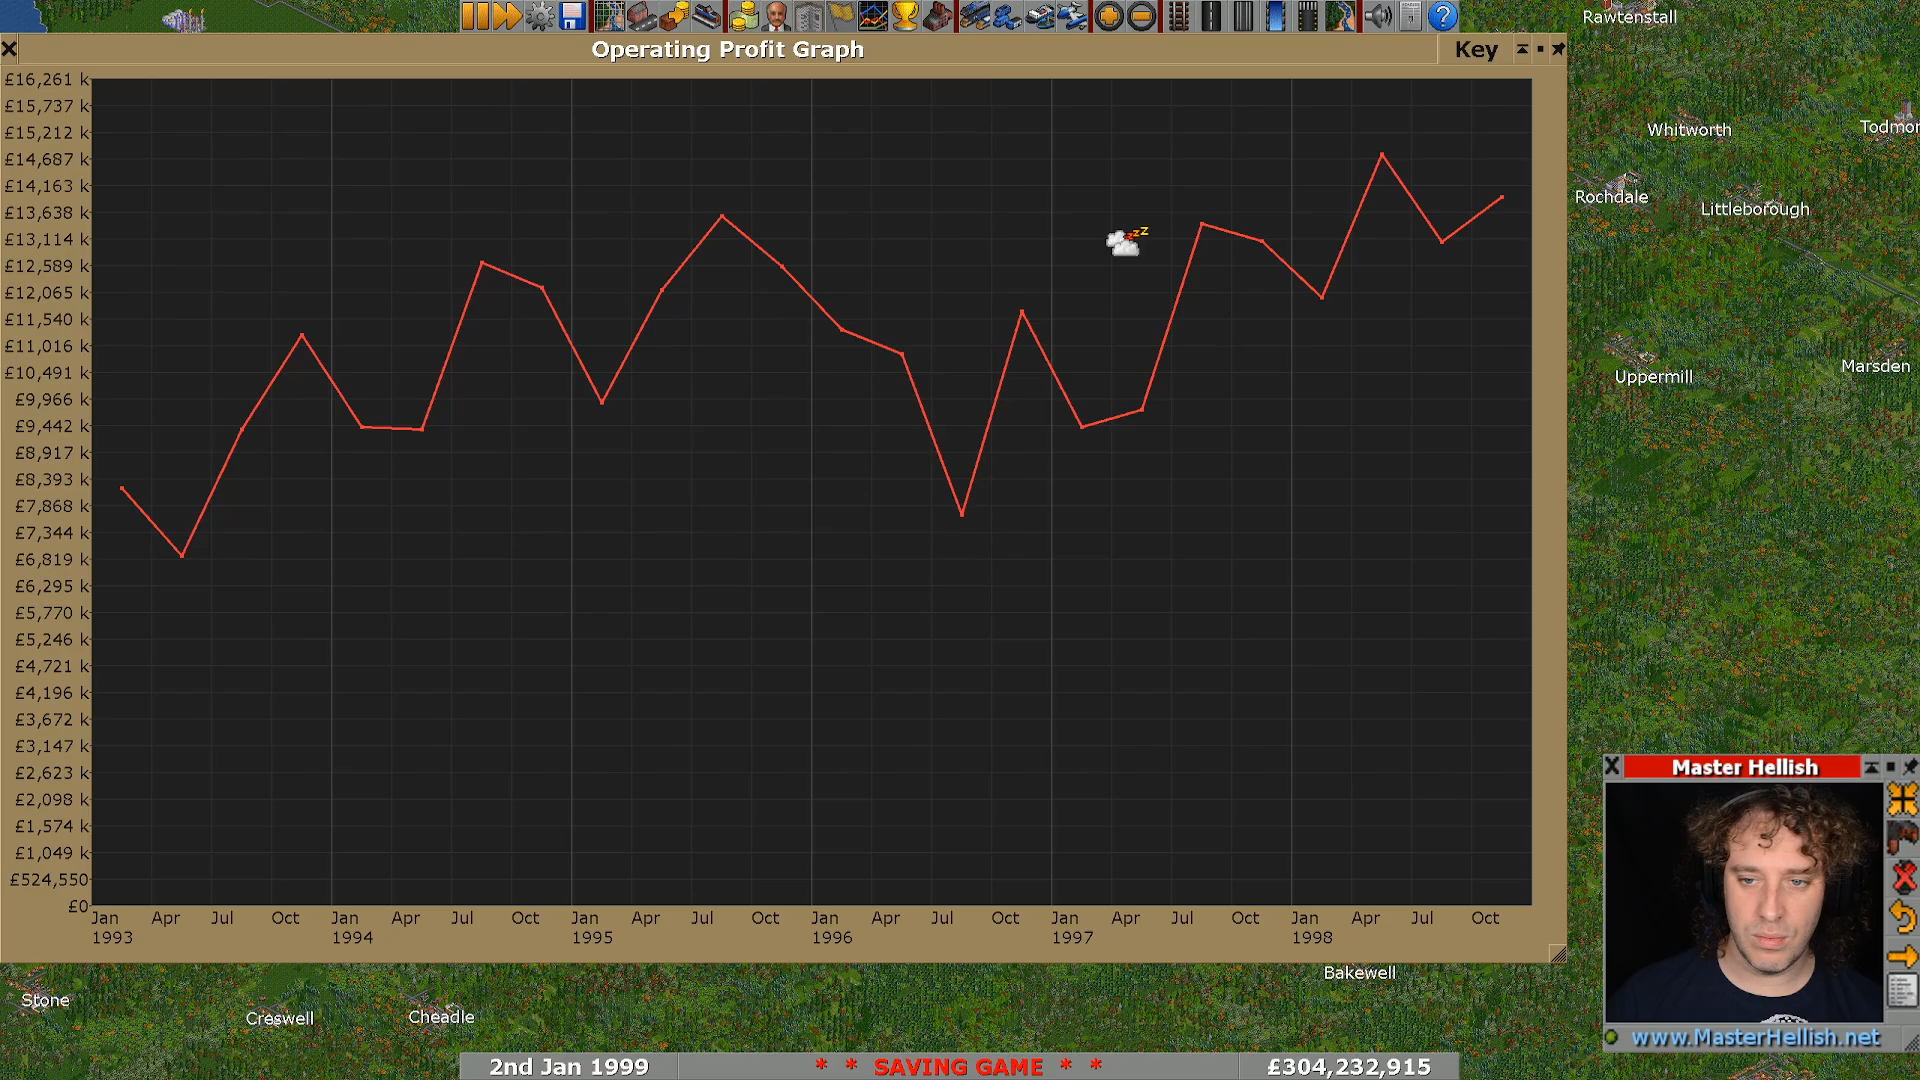 Rawtenstall
Operating Profit Graph
Key
£16,261 k
£15,737 k
£15,212 k
£14,687 k
£14,163 k
£13,638 k
£13,114 k
£12,589 k
£12,065 k
£11,540 k
£11,016 k
£10,491 k
£9,966 k
£9,442 k
£8,917 k
£8,393 k
£7,868 k
£7,344 k
£6,819 k
£6,295 k
£5,770 k
£5,246 k
£4,721 k
£4,196 k
£3,672 k
£3,147 k
£2,623 k
£2,098 k
£1,574 k
£1,049 k
£524,550
£0
Jan Apr Jul Oct Jan Apr Jul Oct Jan Apr Jul Oct Jan Apr Jul Oct Jan Apr Jul Oct Jan Apr Jul Oct
1993 1994 1995 1996 1997 1998
zzz
Whitworth
Todmor
Rochdale
Littleborough
Uppermill
Marsden
Master Hellish
www.MasterHellish.net
Bakewell
Stone
Creswell
Cheadle
2nd Jan 1999
* * SAVING GAME * *
£304,232,915